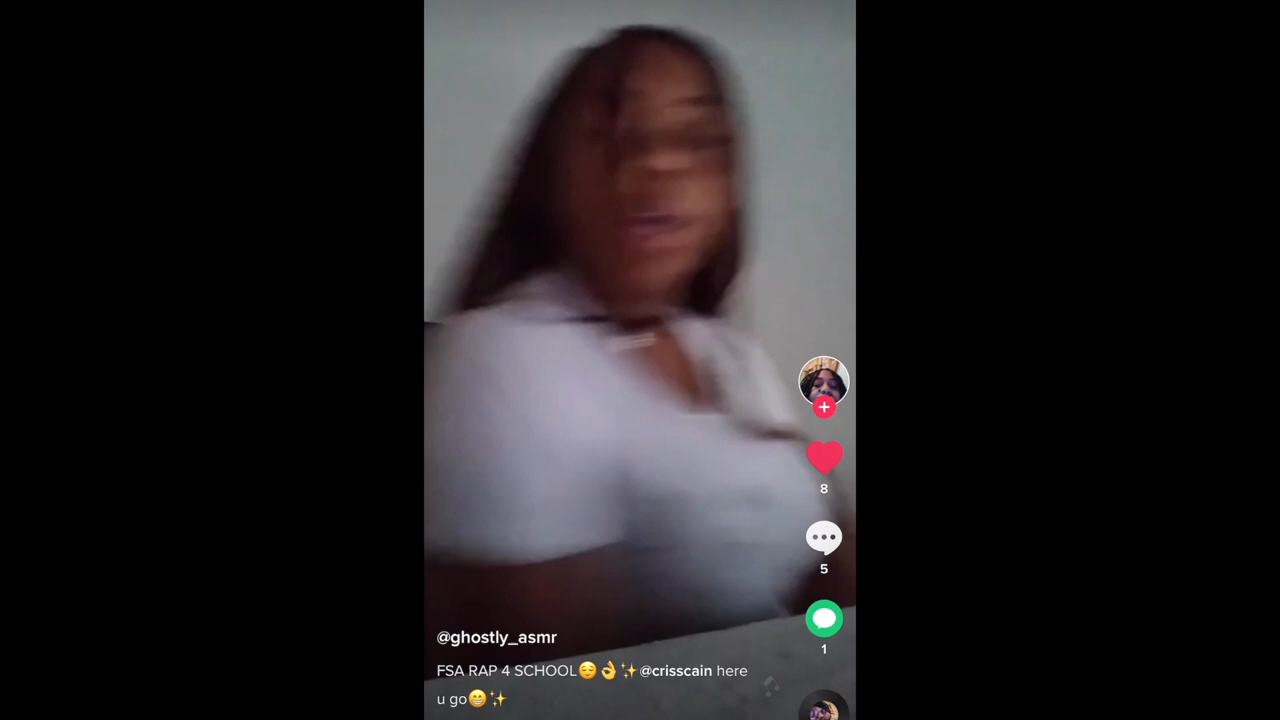 8
5
1
@ghostly_asmr
FSA RAP 4 SCHOOL😌👌✨@crisscain here
u go😁✨